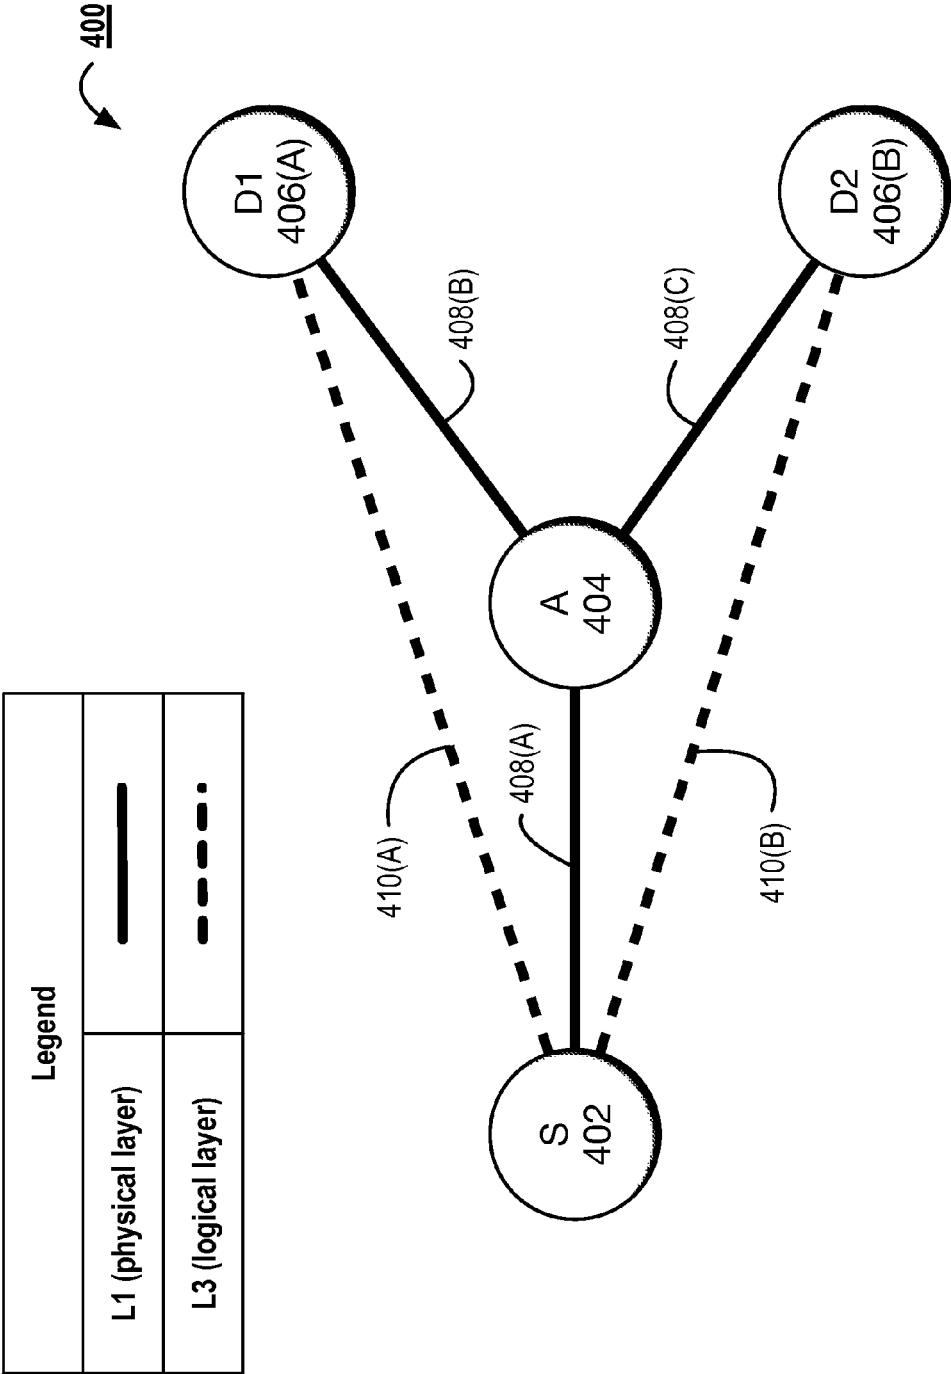 400
Legend
L1 (physical layer)
L3 (logical layer)
D1
406(A)
408(B)
410(A)
408(A)
S
402
A
404
408(C)
410(B)
D2
406(B)